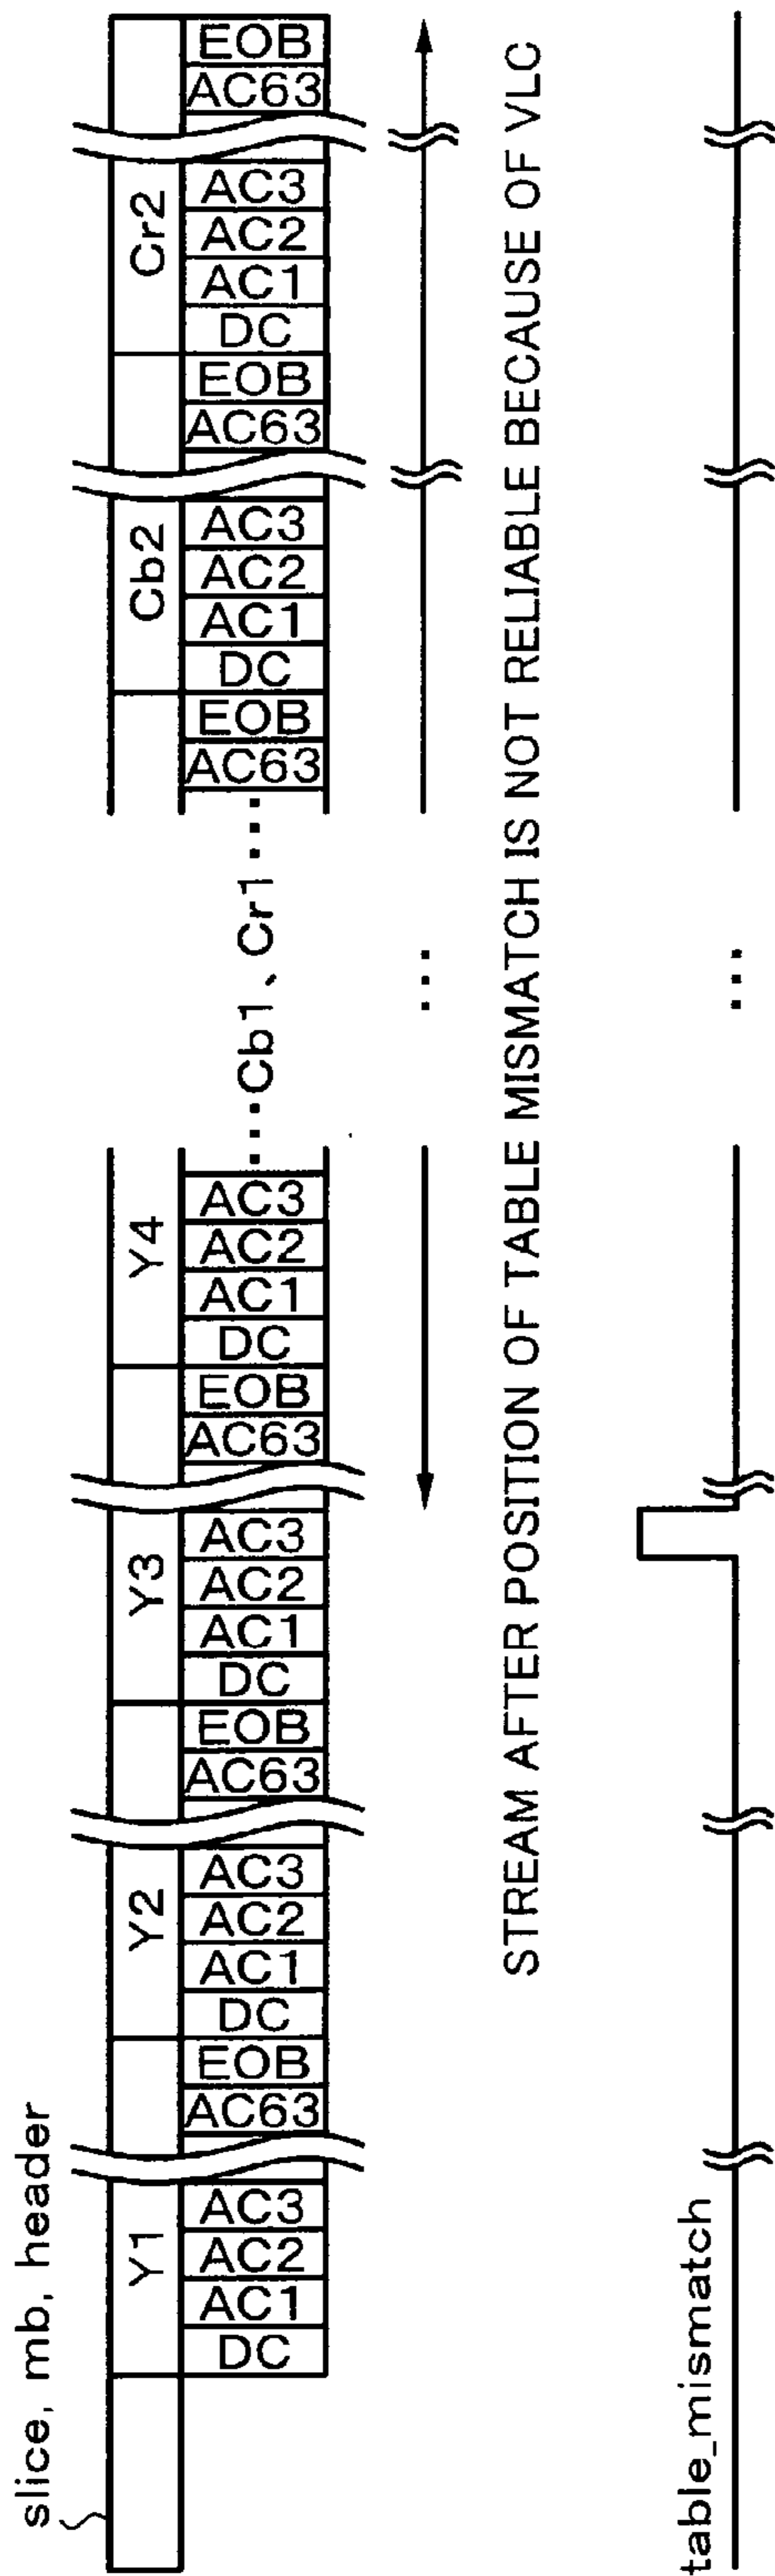 slice, mb, header
Y1 Y2 Y3 Y4 Cb2 Cr2
DC AC1 AC2 AC3 AC63 EOB DC AC1 AC2 AC3 AC63 EOB DC AC1 AC2 AC3 AC63 EOB DC AC1 AC2 AC3 ···Cb1、Cr1··· AC63 EOB DC AC1 AC2 AC3 AC63 EOB DC AC1 AC2 AC3 AC63 EOB
...
STREAM AFTER POSITION OF TABLE MISMATCH IS NOT RELIABLE BECAUSE OF VLC
table_mismatch
...